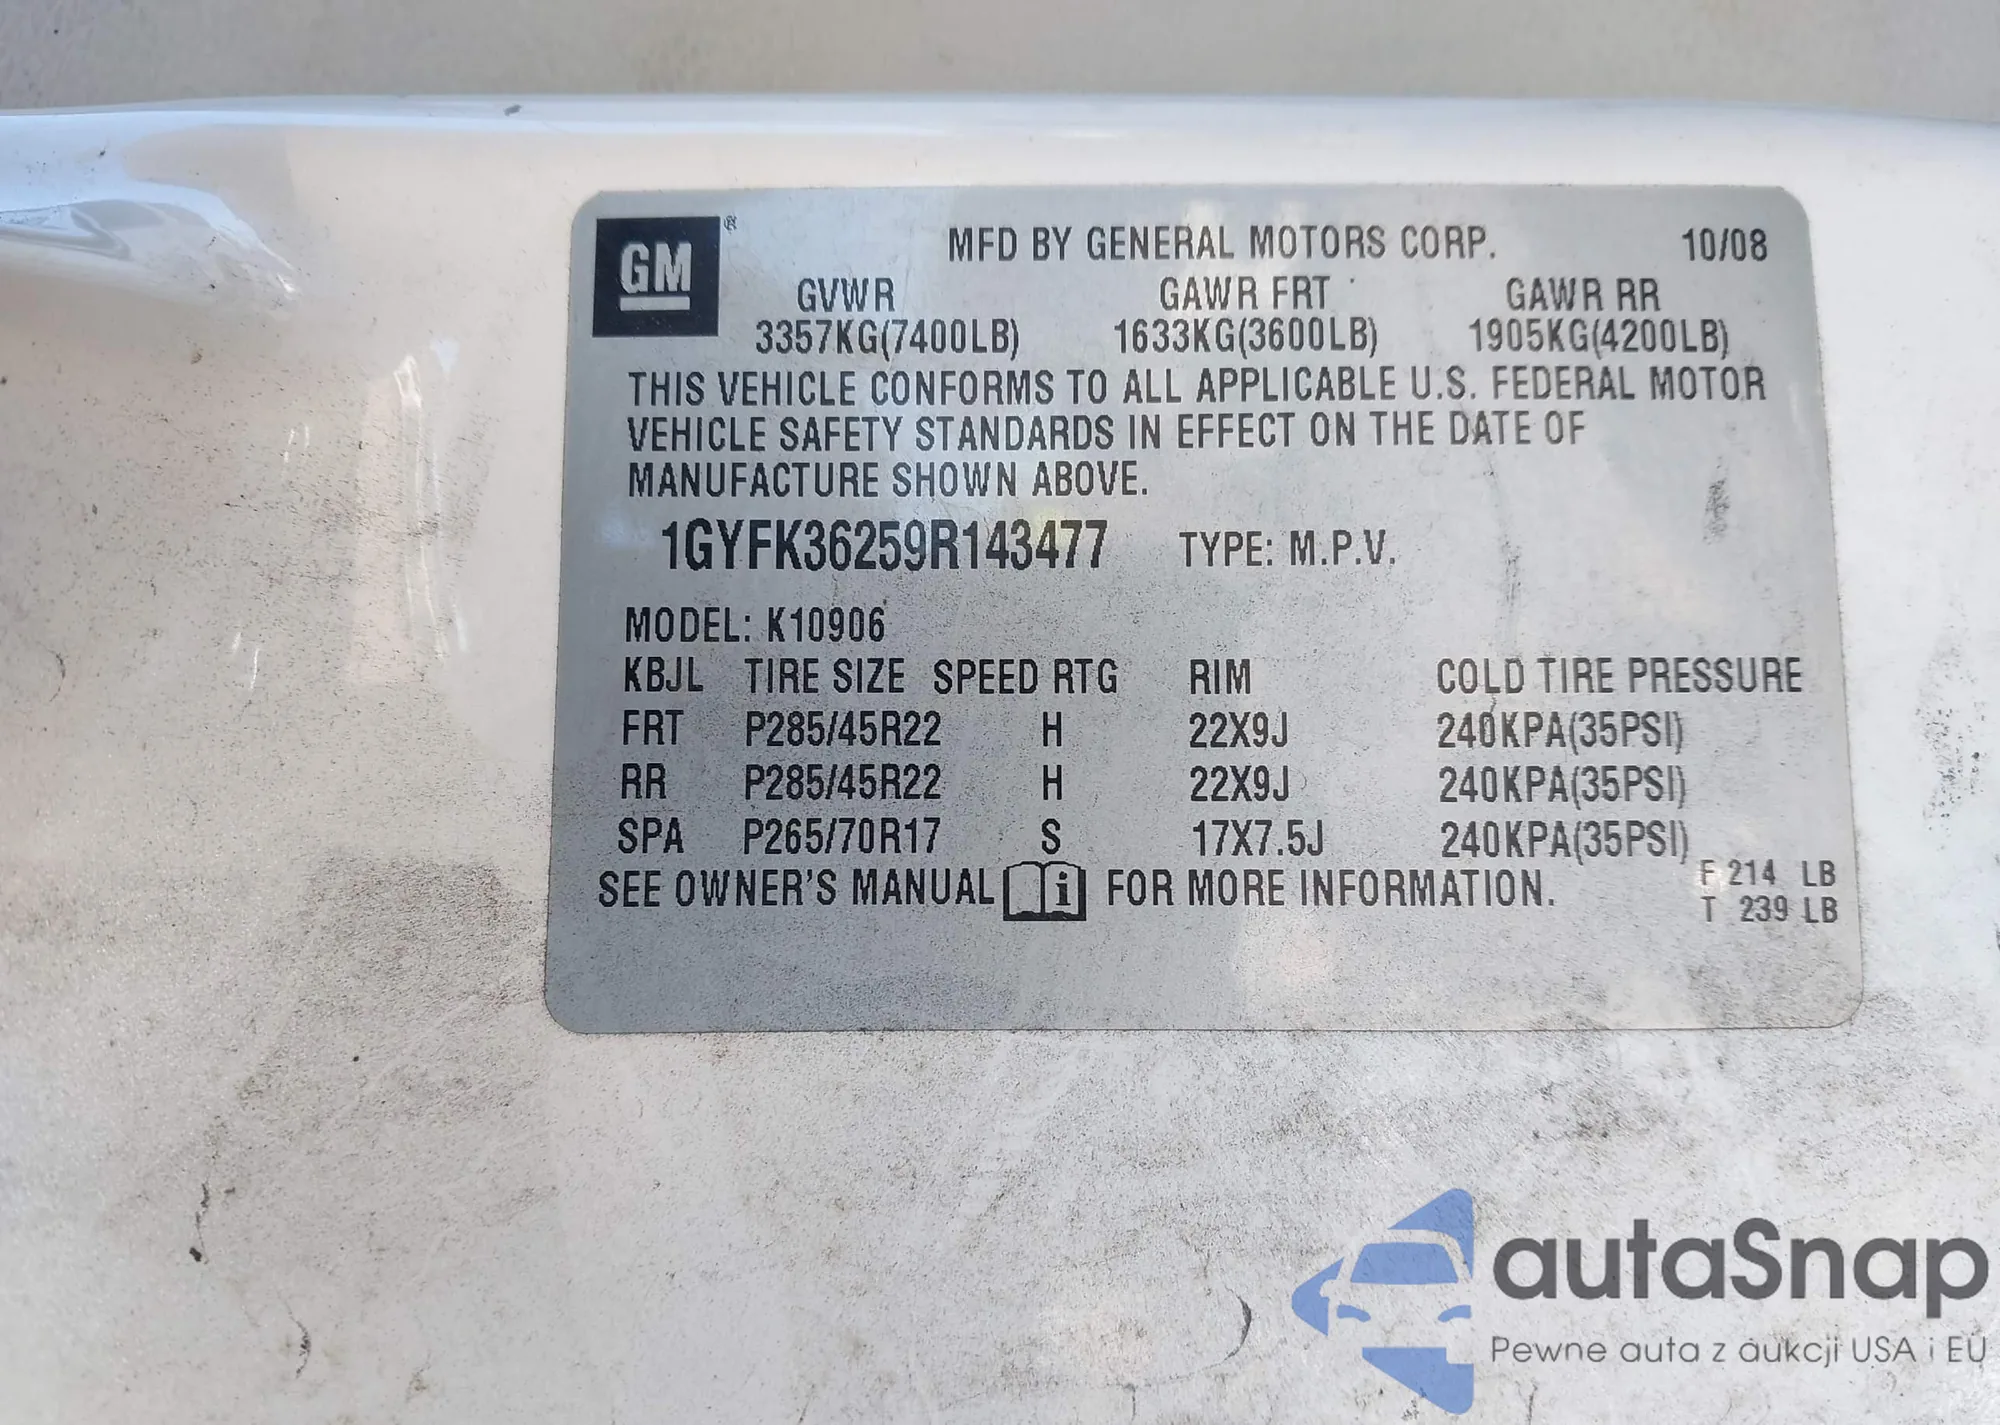 GM ®
MFD BY GENERAL MOTORS CORP. 10/08
GVWR GAWR FRT GAWR RR
3357KG(7400LB) 1633KG(3600LB) 1905KG(4200LB)
THIS VEHICLE CONFORMS TO ALL APPLICABLE U.S. FEDERAL MOTOR
VEHICLE SAFETY STANDARDS IN EFFECT ON THE DATE OF
MANUFACTURE SHOWN ABOVE.
1GYFK36259R143477 TYPE: M.P.V.
MODEL: K10906
KBJL TIRE SIZE SPEED RTG RIM COLD TIRE PRESSURE
FRT P285/45R22 H 22X9J 240KPA(35PSI)
RR P285/45R22 H 22X9J 240KPA(35PSI)
SPA P265/70R17 S 17X7.5J 240KPA(35PSI)
SEE OWNER'S MANUAL i FOR MORE INFORMATION.
F 214 LB
T 239 LB
autaSnap
Pewne auta z aukcji USA i EU